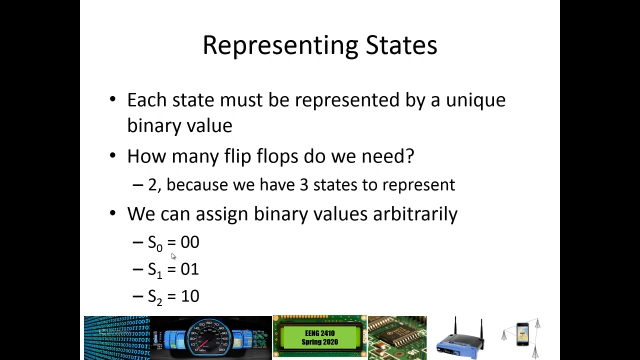 Representing States
• Each state must be represented by a unique
binary value
• How many flip flops do we need?
– 2, because we have 3 states to represent
• We can assign binary values arbitrarily
– S₀ = 00
– S₁ = 01
– S₂ = 10
EENG 2410
Spring 2020